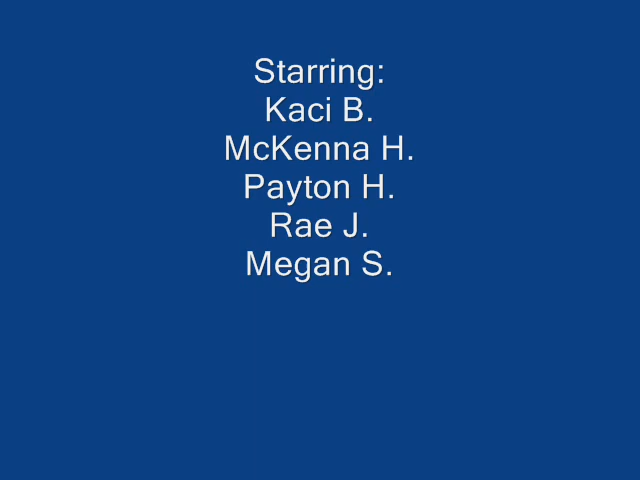 Starring:
Kaci B.
McKenna H.
Payton H.
Rae J.
Megan S.